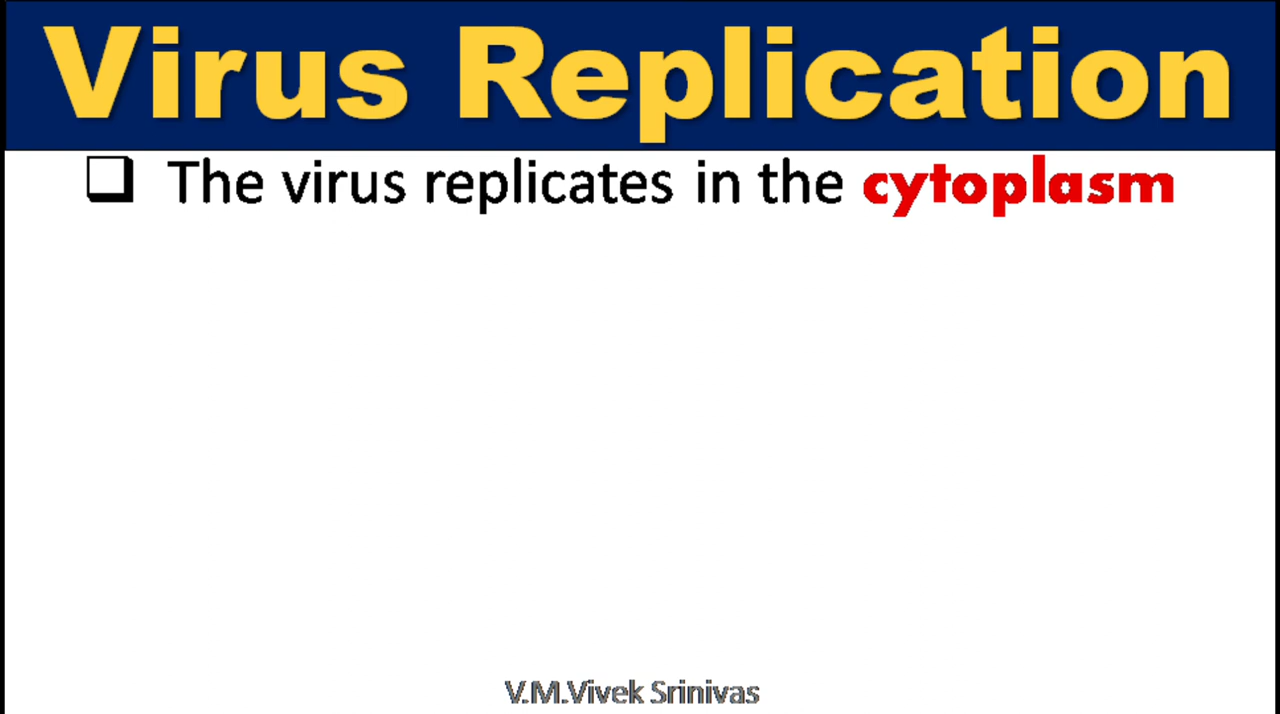 Virus Replication
❑ The virus replicates in the cytoplasm
V.M.Vivek Srinivas